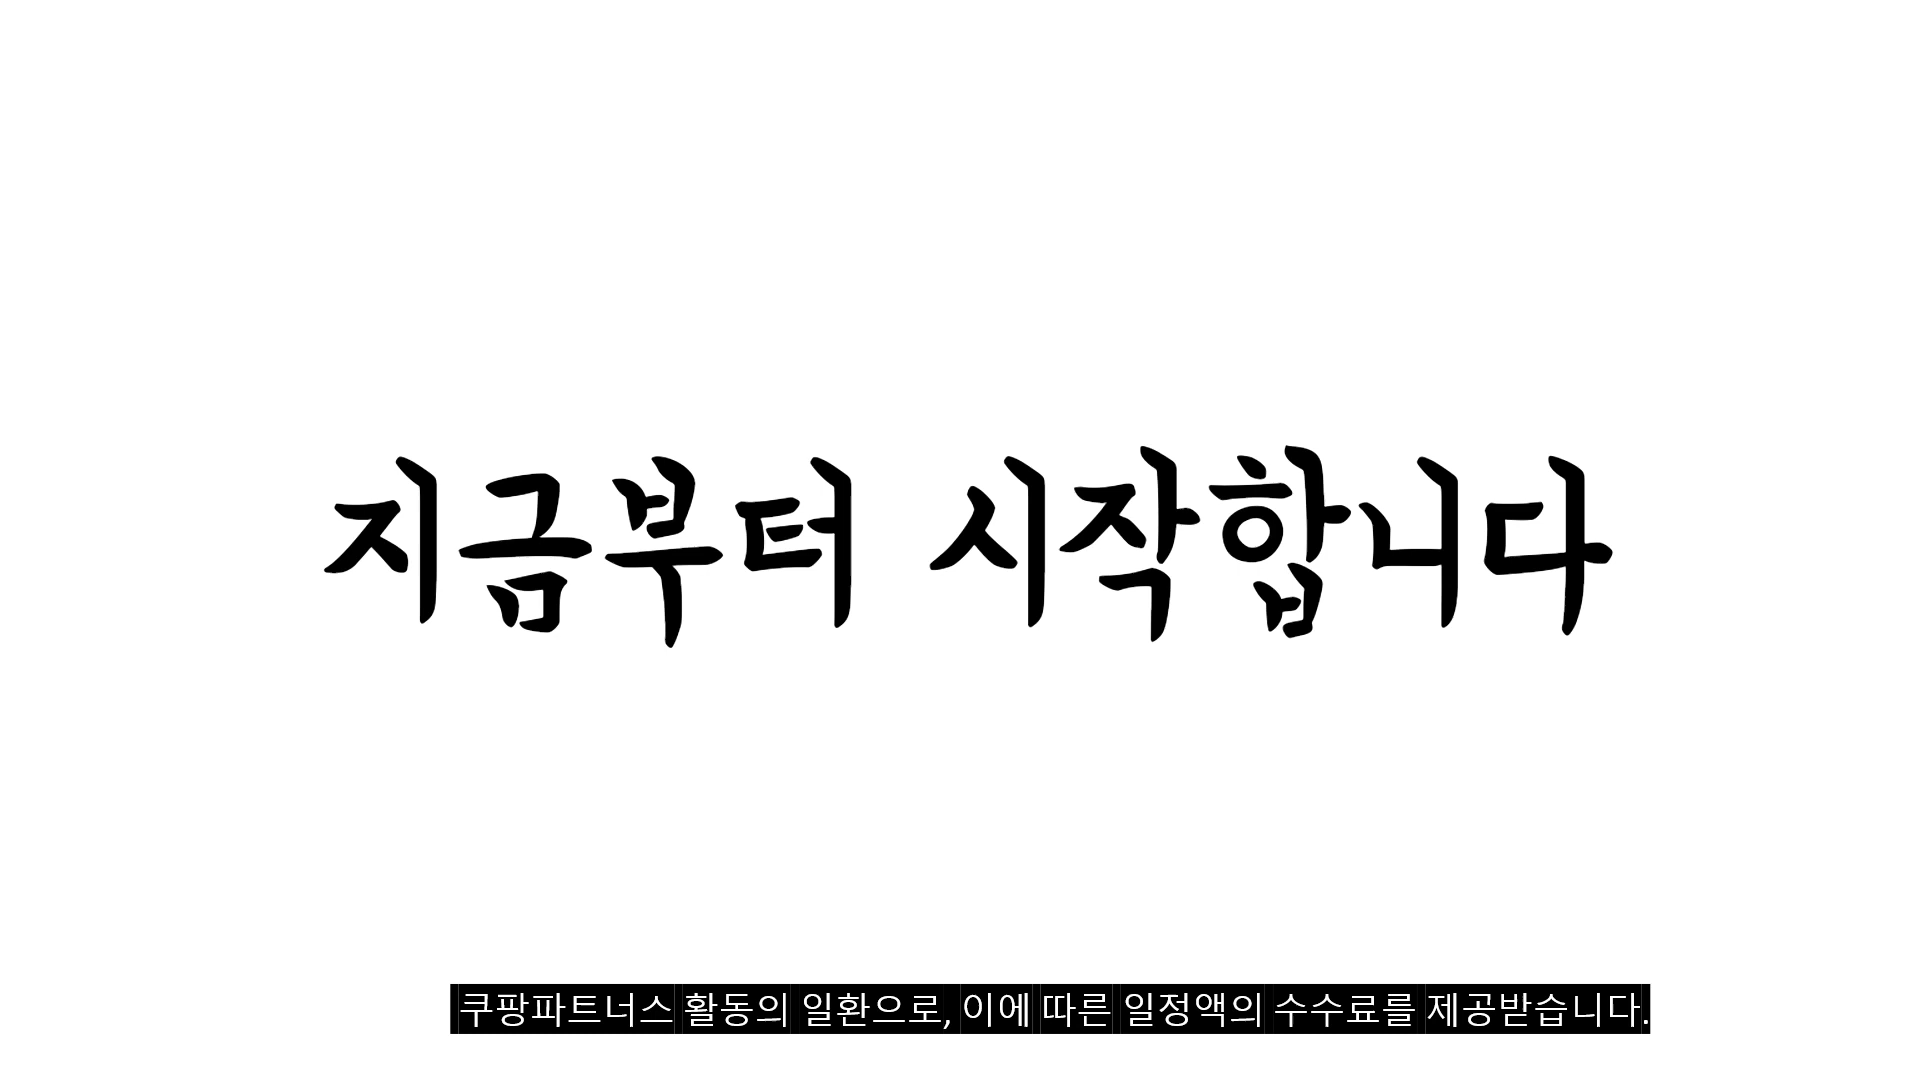 지금부터 시작합니다
쿠팡파트너스 활동의 일환으로, 이에 따른 일정액의 수수료를 제공받습니다.